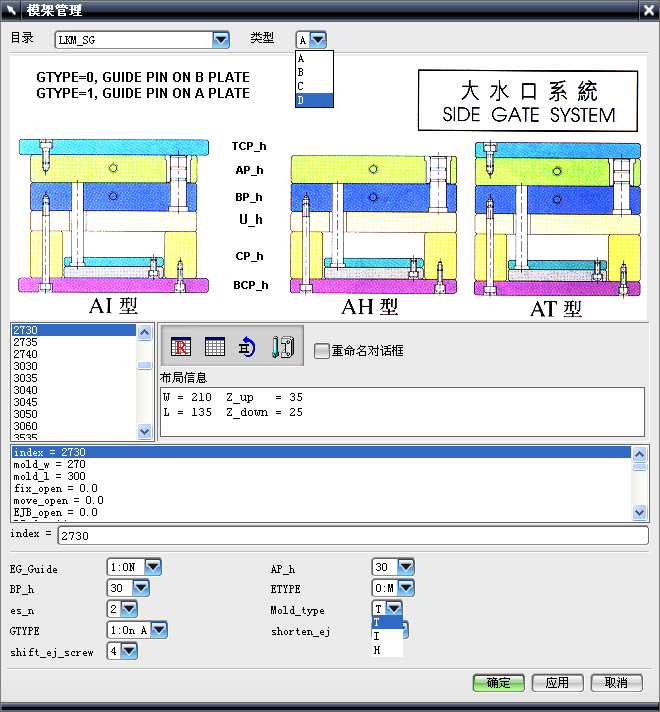 模架管理
目录 LKM_SG 类型 A
A
B
C
D
GTYPE=0, GUIDE PIN ON B PLATE
GTYPE=1, GUIDE PIN ON A PLATE
大水口系統
SIDE GATE SYSTEM
TCP_h
AP_h
BP_h
U_h
CP_h
BCP_h
AI 型
AH 型
AT 型
2730
2735
2740
3030
3035
3040
3045
3050
3060
3535
重命名对话框
布局信息
W = 210 Z_up = 35
L = 135 Z_down = 25
index = 2730
mold_w = 270
mold_l = 300
fix_open = 0.0
move_open = 0.0
EJB_open = 0.0
index = 2730
EG_Guide 1:ON AP_h 30
BP_h 30 ETYPE 0:M
es_n 2 Mold_type T
T
I
H
GTYPE 1:On A shorten_ej
shift_ej_screw 4
确定 应用 取消